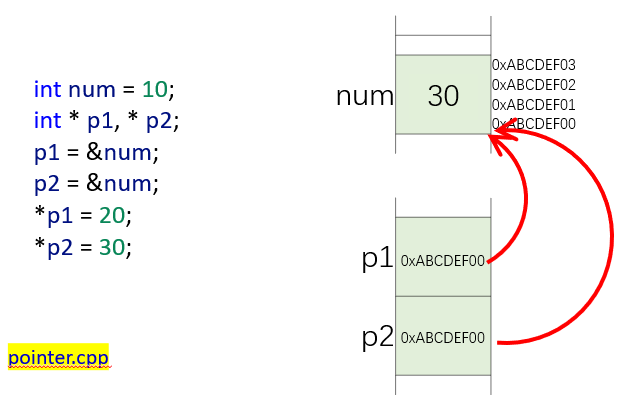 int num = 10;
int * p1, * p2;
p1 = &num;
p2 = &num;
*p1 = 20;
*p2 = 30;
pointer.cpp
num 30
0xABCDEF03
0xABCDEF02
0xABCDEF01
0xABCDEF00
p1 0xABCDEF00
p2 0xABCDEF00